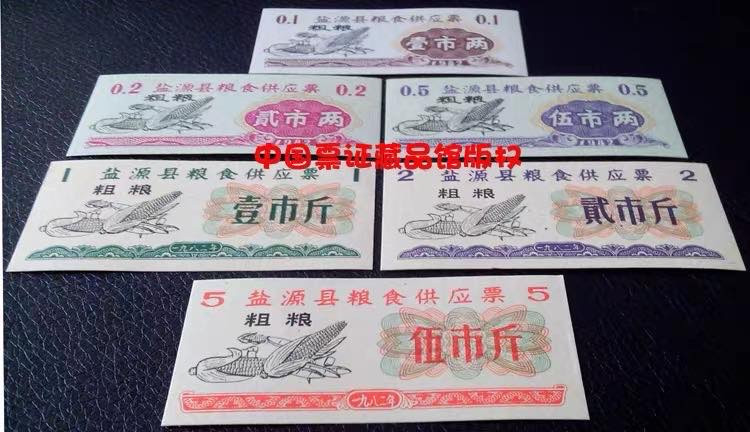 0.1 盐源县粮食供应票 0.1
粗粮
壹市两
0.2 盐源县粮食供应票 0.2
粗粮
贰市两
0.5 盐源县粮食供应票 0.5
粗粮
伍市两
1982
中国票证藏品馆版权
1 盐源县粮食供应票 1
粗粮
壹市斤
一九八二年
2 盐源县粮食供应票 2
粗粮
贰市斤
一九八二年
5 盐源县粮食供应票 5
粗粮
伍市斤
一九八二年